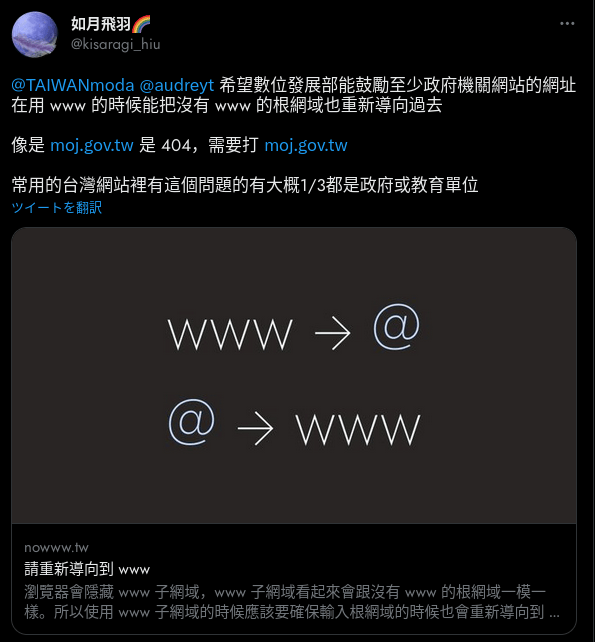 如月飛羽🌈
@kisaragi_hiu
@TAIWANmoda @audreyt 希望數位發展部能鼓勵至少政府機關網站的網址
在用 www 的時候能把沒有 www 的根網域也重新導向過去
像是 moj.gov.tw 是 404，需要打 moj.gov.tw
常用的台灣網站裡有這個問題的有大概1/3都是政府或教育單位
ツイートを翻訳
www → @
@ → www
nowww.tw
請重新導向到 www
瀏覽器會隱藏 www 子網域，www 子網域看起來會跟沒有 www 的根網域一模一
樣。所以使用 www 子網域的時候應該要確保輸入根網域的時候也會重新導向到 ...